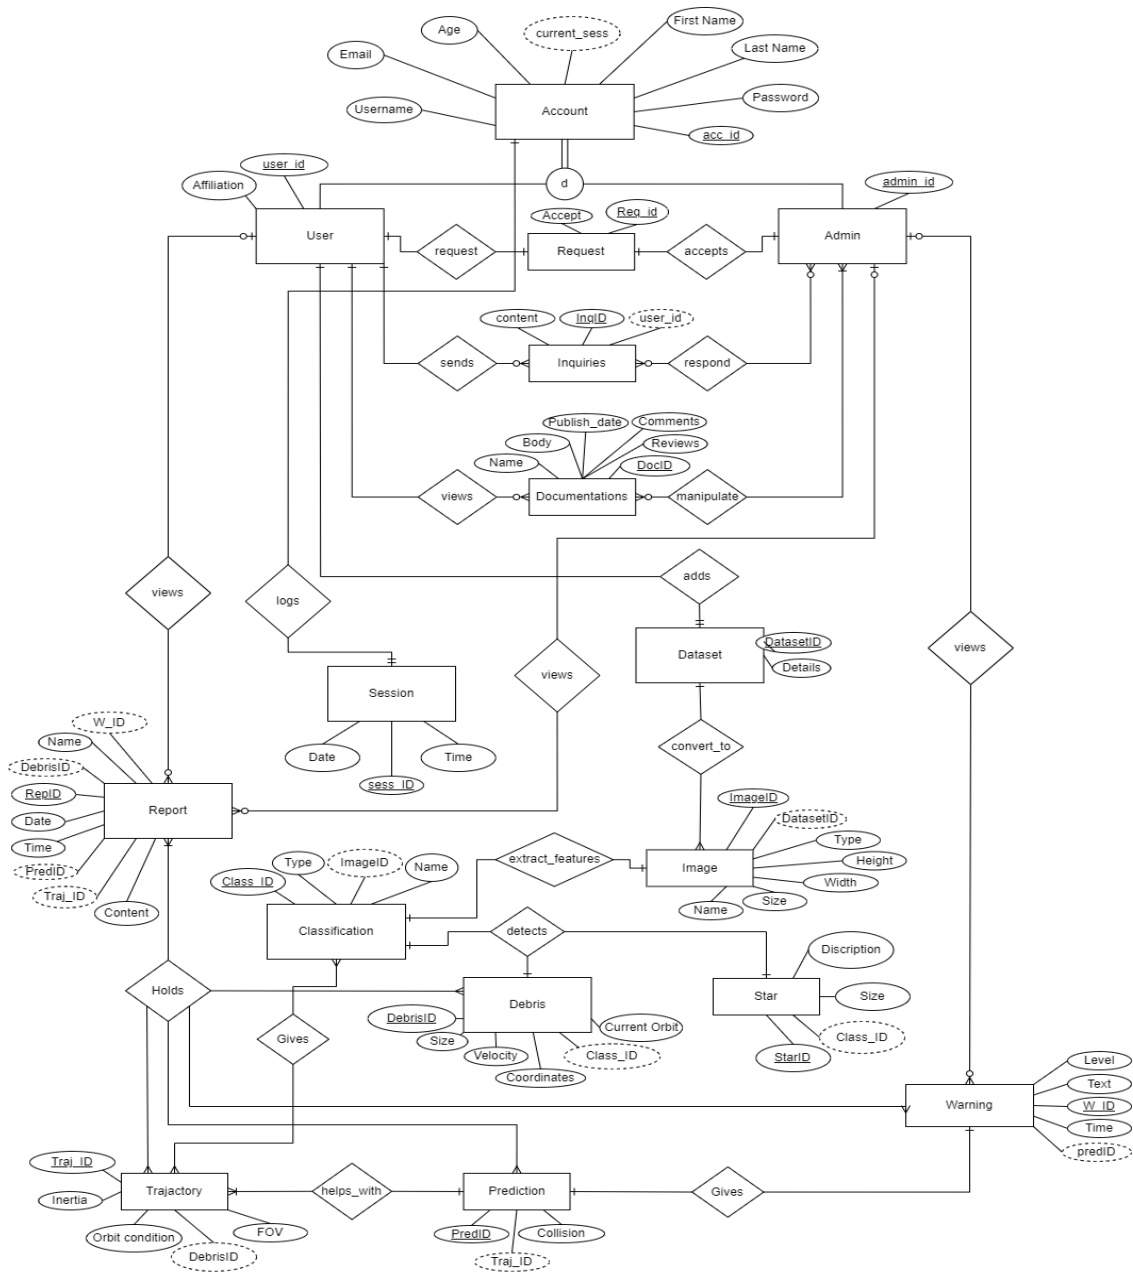 First Name
Age
current_sess
Last Name
Email
Password
Username
Account
acc_id
user_id
admin_id
Affiliation
d
Accept
Req_id
User
Admin
request
Request
accepts
content
InqID
user_id
sends
Inquiries
respond
Publish_date
Comments
Body
Reviews
Name
DocID
views
Documentations
manipulate
adds
views
logs
DatasetID
views
Dataset
views
Details
Session
W_ID
Name
convert_to
Date
Time
DebrisID
sess_ID
RepID
ImageID
Report
DatasetID
Date
Type
Time
extract_features
Height
Type
ImageID
Name
Image
PredID
Class_ID
Width
Traj_ID
Size
Content
Name
Classification
detects
Discription
Holds
Star
Size
Debris
DebrisID
Current Orbit
Gives
Size
Class_ID
Velocity
Class_ID
StarID
Coordinates
Level
Text
Warning
W_ID
Time
predID
Traj_ID
Trajactory
helps_with
Prediction
Gives
Inertia
FOV
PredID
Collision
Orbit condition
DebrisID
Traj_ID